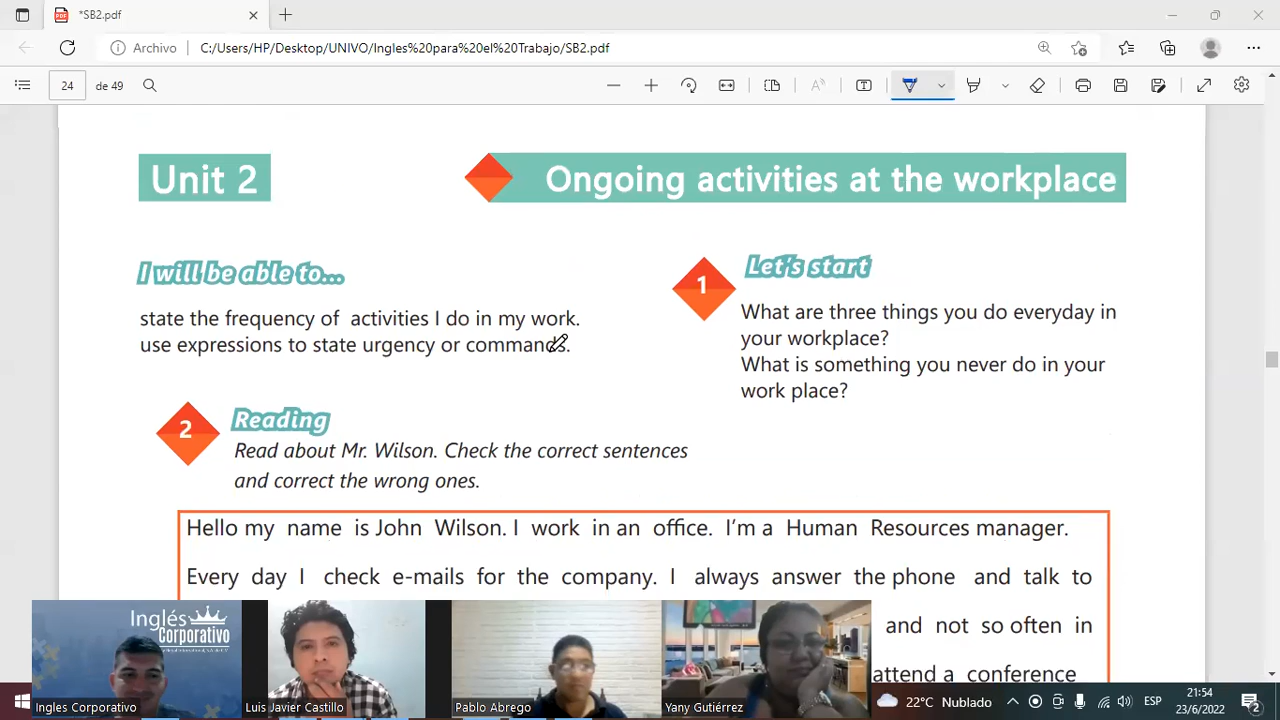 *SB2.pdf
Archivo
C:/Users/HP/Desktop/UNIVO/Ingles%20para%20el%20Trabajo/SB2.pdf
24
de 49
Unit 2
Ongoing activities at the workplace
I will be able to...
state the frequency of activities I do in my work.
use expressions to state urgency or commands.
1
Let's start
What are three things you do everyday in
your workplace?
What is something you never do in your
work place?
2
Reading
Read about Mr. Wilson. Check the correct sentences
and correct the wrong ones.
Hello my name is John Wilson. I work in an office. I'm a Human Resources manager.
Every day I check e-mails for the company. I always answer the phone and talk to
and not so often in
attend a conference
Inglés
Corporativo
Ingles Corporativo
Luis Javier Castillo
Pablo Abrego
Yany Gutiérrez
22°C Nublado
ESP
21:54
23/6/2022
2